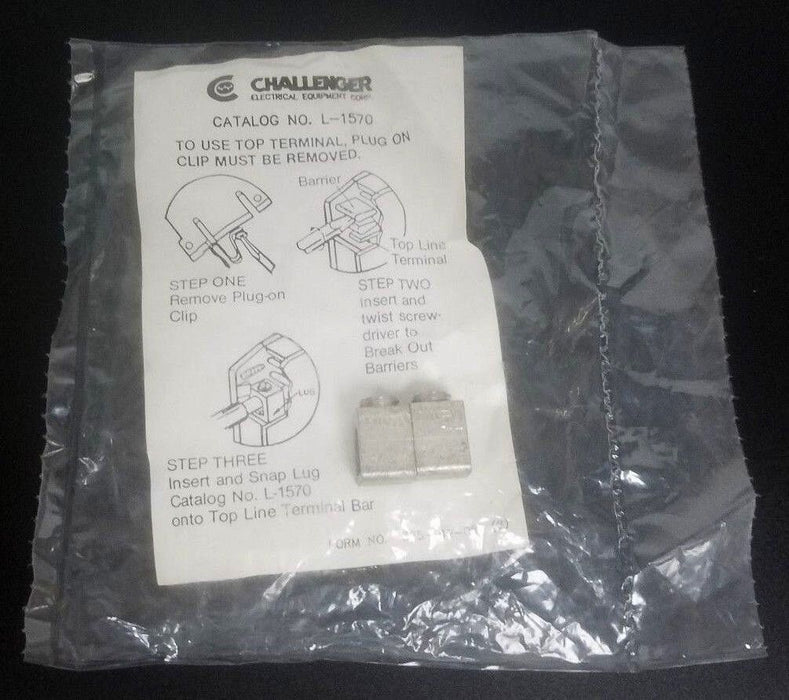 CHALLENGER
ELECTRICAL EQUIPMENT CORP.
CATALOG NO. L-1570
TO USE TOP TERMINAL, PLUG ON
CLIP MUST BE REMOVED.
Barrier
Top Line
Terminal
STEP ONE
Remove Plug-on
Clip
STEP TWO
Insert and
twist screw-
driver to
Break Out
Barriers
LUG
STEP THREE
Insert and Snap Lug
Catalog No. L-1570
onto Top Line Terminal Bar
FORM NO.